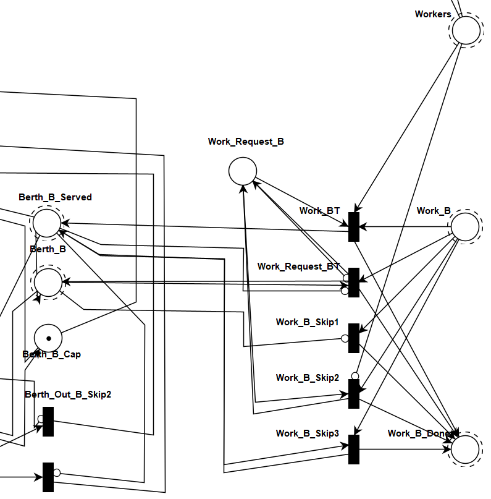 Workers
Work_Request_B
Berth_B_Served
Work_BT
Work_B
Berth_B
Work_Request_BT
Work_B_Skip1
Berth_B_Cap
Work_B_Skip2
Berth_Out_B_Skip2
Work_B_Skip3
Work_B_Done